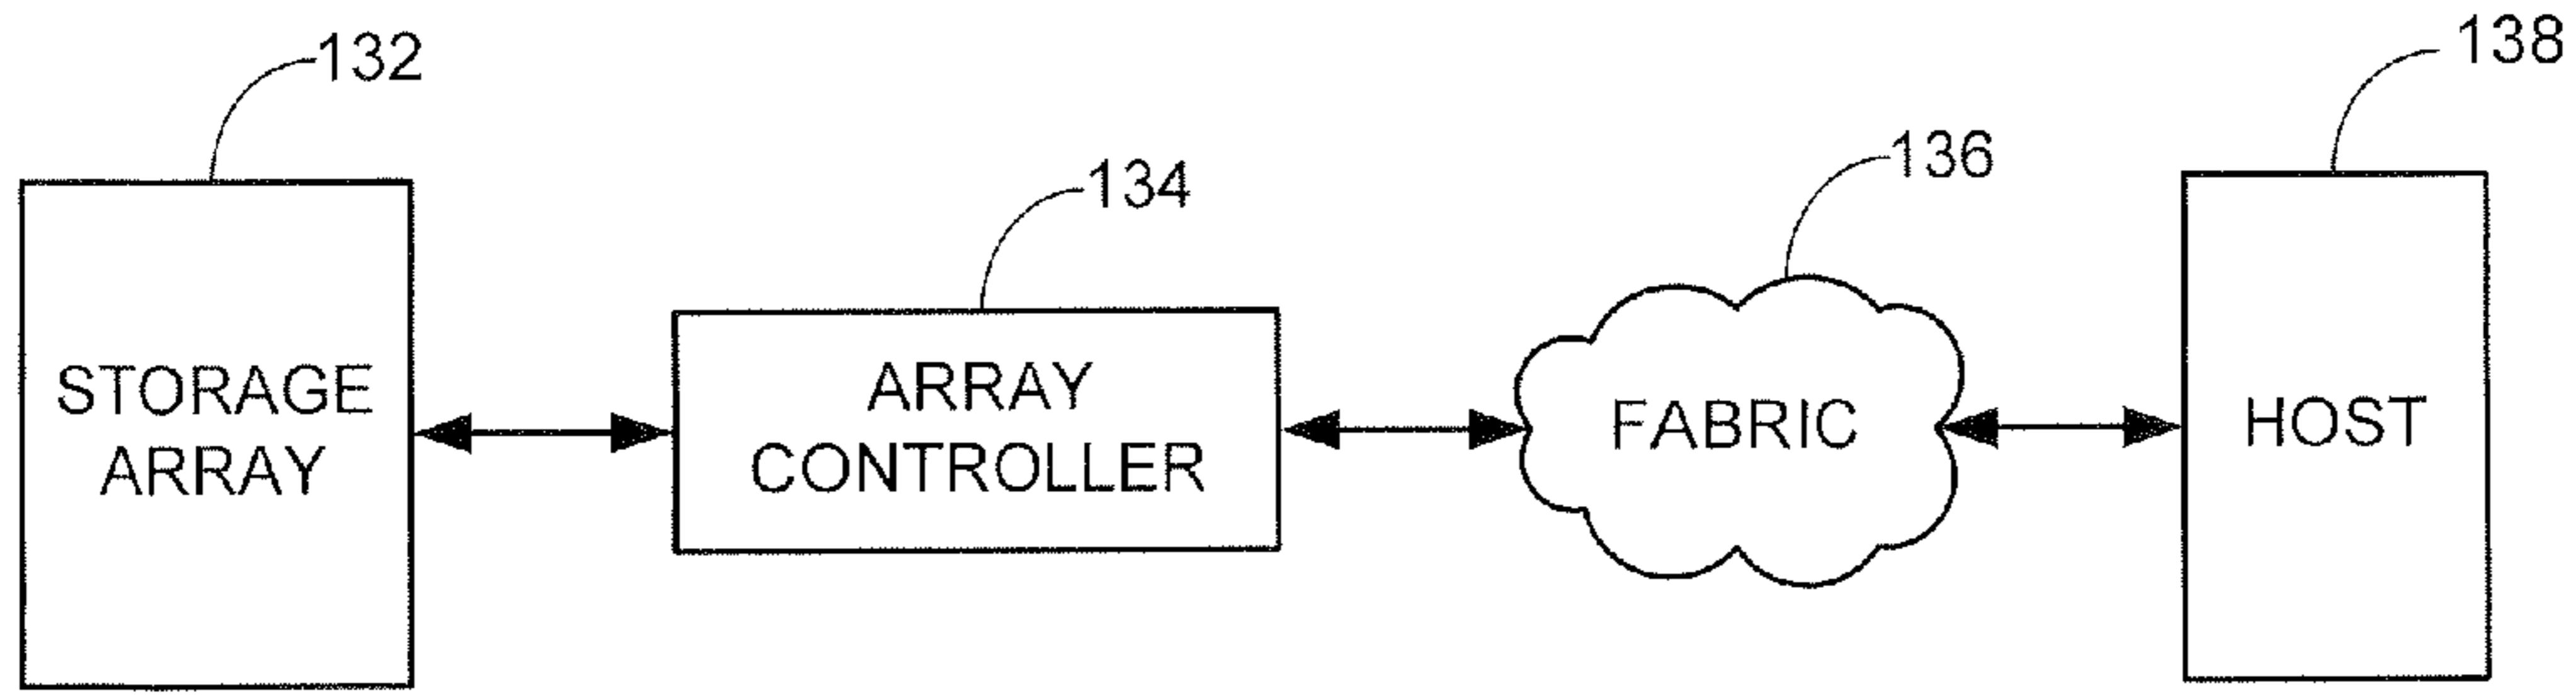 132
134
136
138
STORAGE
ARRAY
ARRAY
CONTROLLER
FABRIC
HOST